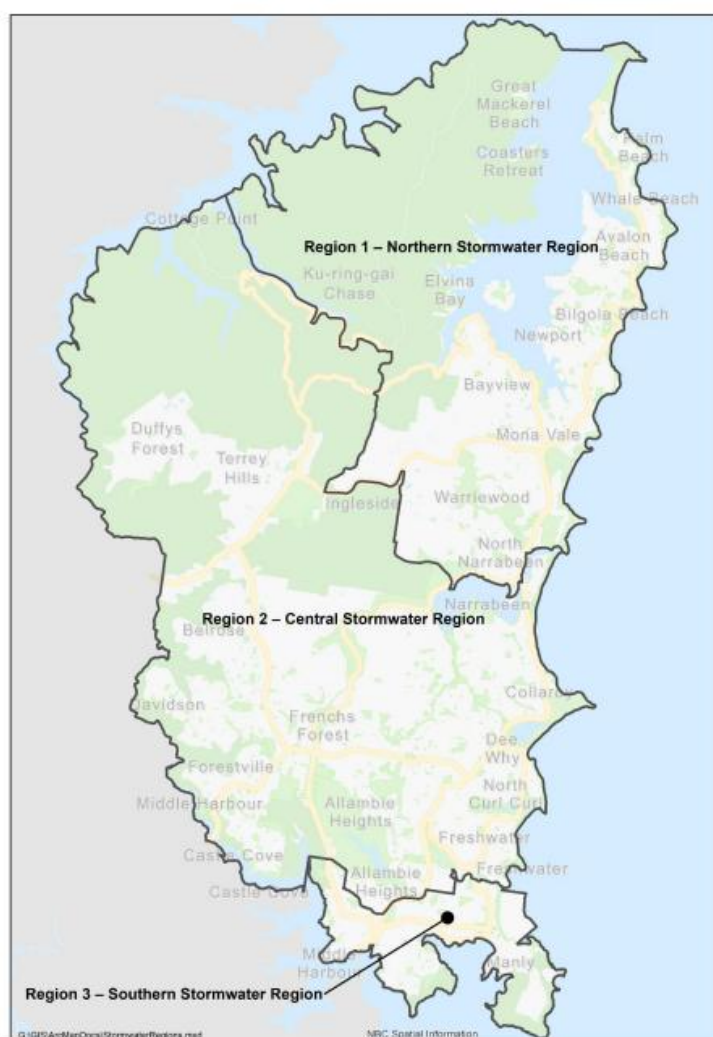 Great
Mackerel
Beach
Palm
Beach
Coasters
Retreat
Whale Beach
Cottage Point
Region 1 – Northern Stormwater Region
Avalon
Beach
Ku-ring-gai
Chase
Elvina
Bay
Bilgola Beach
Newport
Bayview
Duffys
Forest
Mona Vale
Terrey
Hills
Ingleside
Warriewood
North
Narrabeen
Narrabeen
Region 2 – Central Stormwater Region
Belrose
Davidson
Collaroy
Frenchs
Forest
Dee
Why
Forestville
North
Curl Curl
Middle Harbour
Allambie
Heights
Freshwater
Castle Cove
Freshwater
Allambie
Heights
Castle Cove
Middle
Harbour
Manly
Region 3 – Southern Stormwater Region
G:\GIS\ArcMapDocs\StormwaterRegions.mxd
NBC Spatial Information